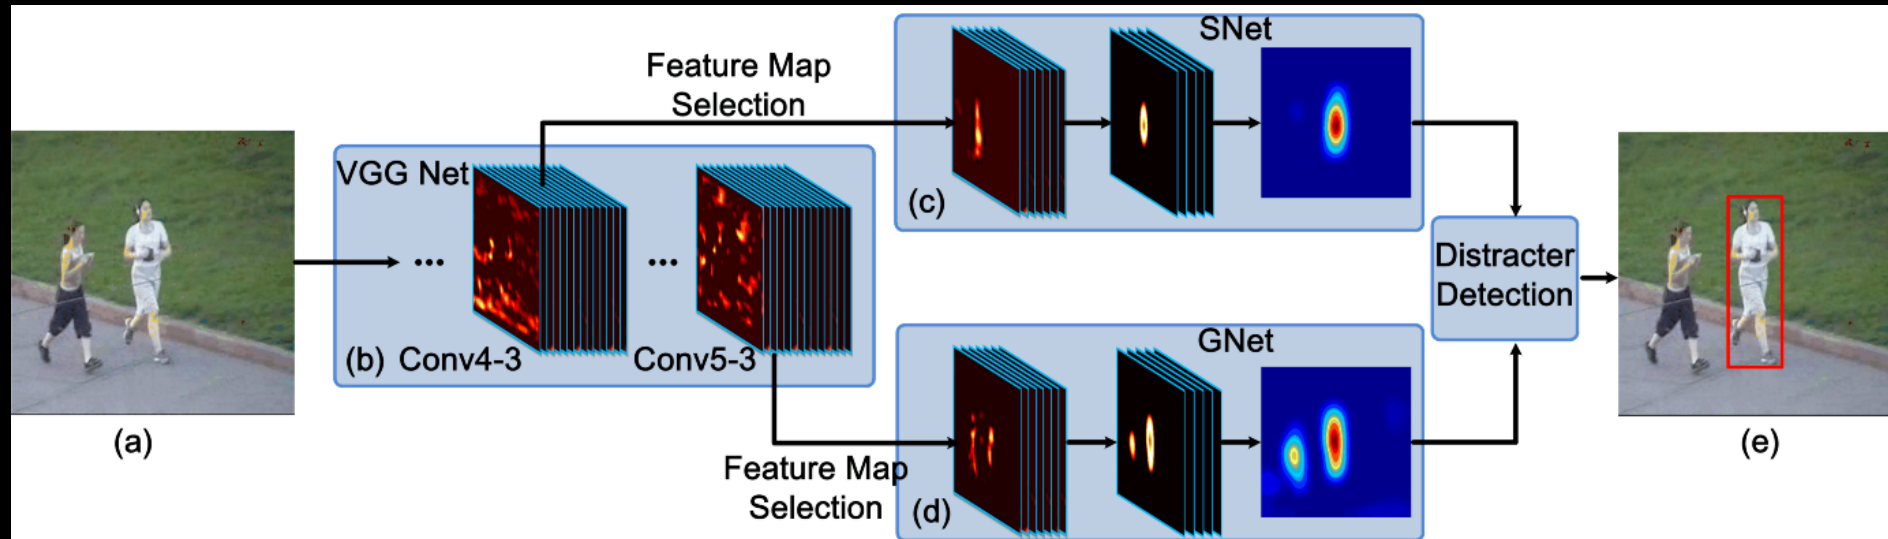 SNet
Feature Map
Selection
(c)
VGG Net
...
...
(b) Conv4-3
Conv5-3
Distracter
Detection
GNet
Feature Map
Selection
(d)
(a)
(e)